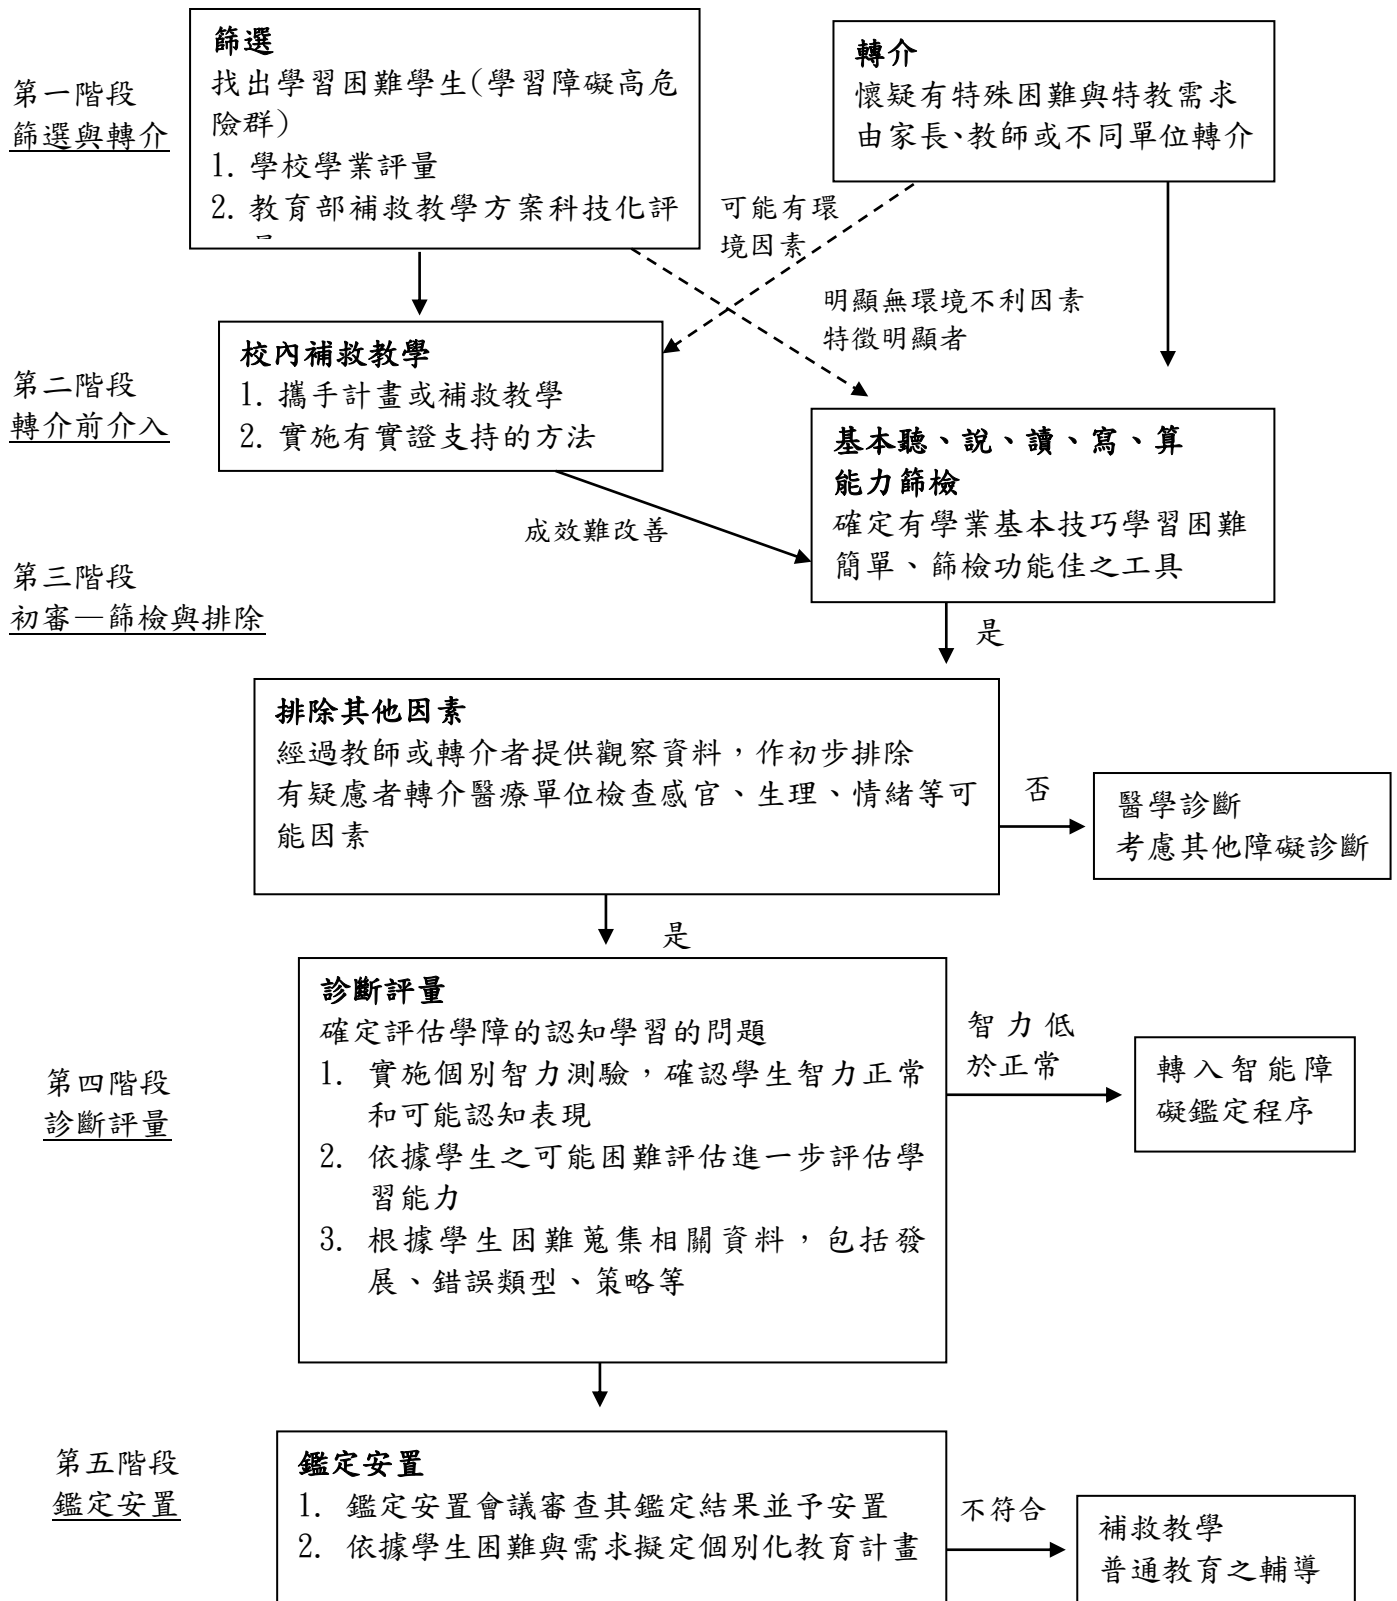 第一階段
篩選與轉介
篩選
找出學習困難學生(學習障礙高危
險群)
1. 學校學業評量
2. 教育部補救教學方案科技化評
轉介
懷疑有特殊困難與特教需求
由家長、教師或不同單位轉介
可能有環
境因素
明顯無環境不利因素
特徵明顯者
第二階段
轉介前介入
校內補救教學
1. 攜手計畫或補救教學
2. 實施有實證支持的方法
成效難改善
基本聽、說、讀、寫、算
能力篩檢
確定有學業基本技巧學習困難
簡單、篩檢功能佳之工具
第三階段
初審—篩檢與排除
是
排除其他因素
經過教師或轉介者提供觀察資料，作初步排除
有疑慮者轉介醫療單位檢查感官、生理、情緒等可
能因素
否
醫學診斷
考慮其他障礙診斷
是
第四階段
診斷評量
診斷評量
確定評估學障的認知學習的問題
1. 實施個別智力測驗，確認學生智力正常
和可能認知表現
2. 依據學生之可能困難評估進一步評估學
習能力
3. 根據學生困難蒐集相關資料，包括發
展、錯誤類型、策略等
智力低
於正常
轉入智能障
礙鑑定程序
第五階段
鑑定安置
鑑定安置
1. 鑑定安置會議審查其鑑定結果並予安置
2. 依據學生困難與需求擬定個別化教育計畫
不符合
補救教學
普通教育之輔導